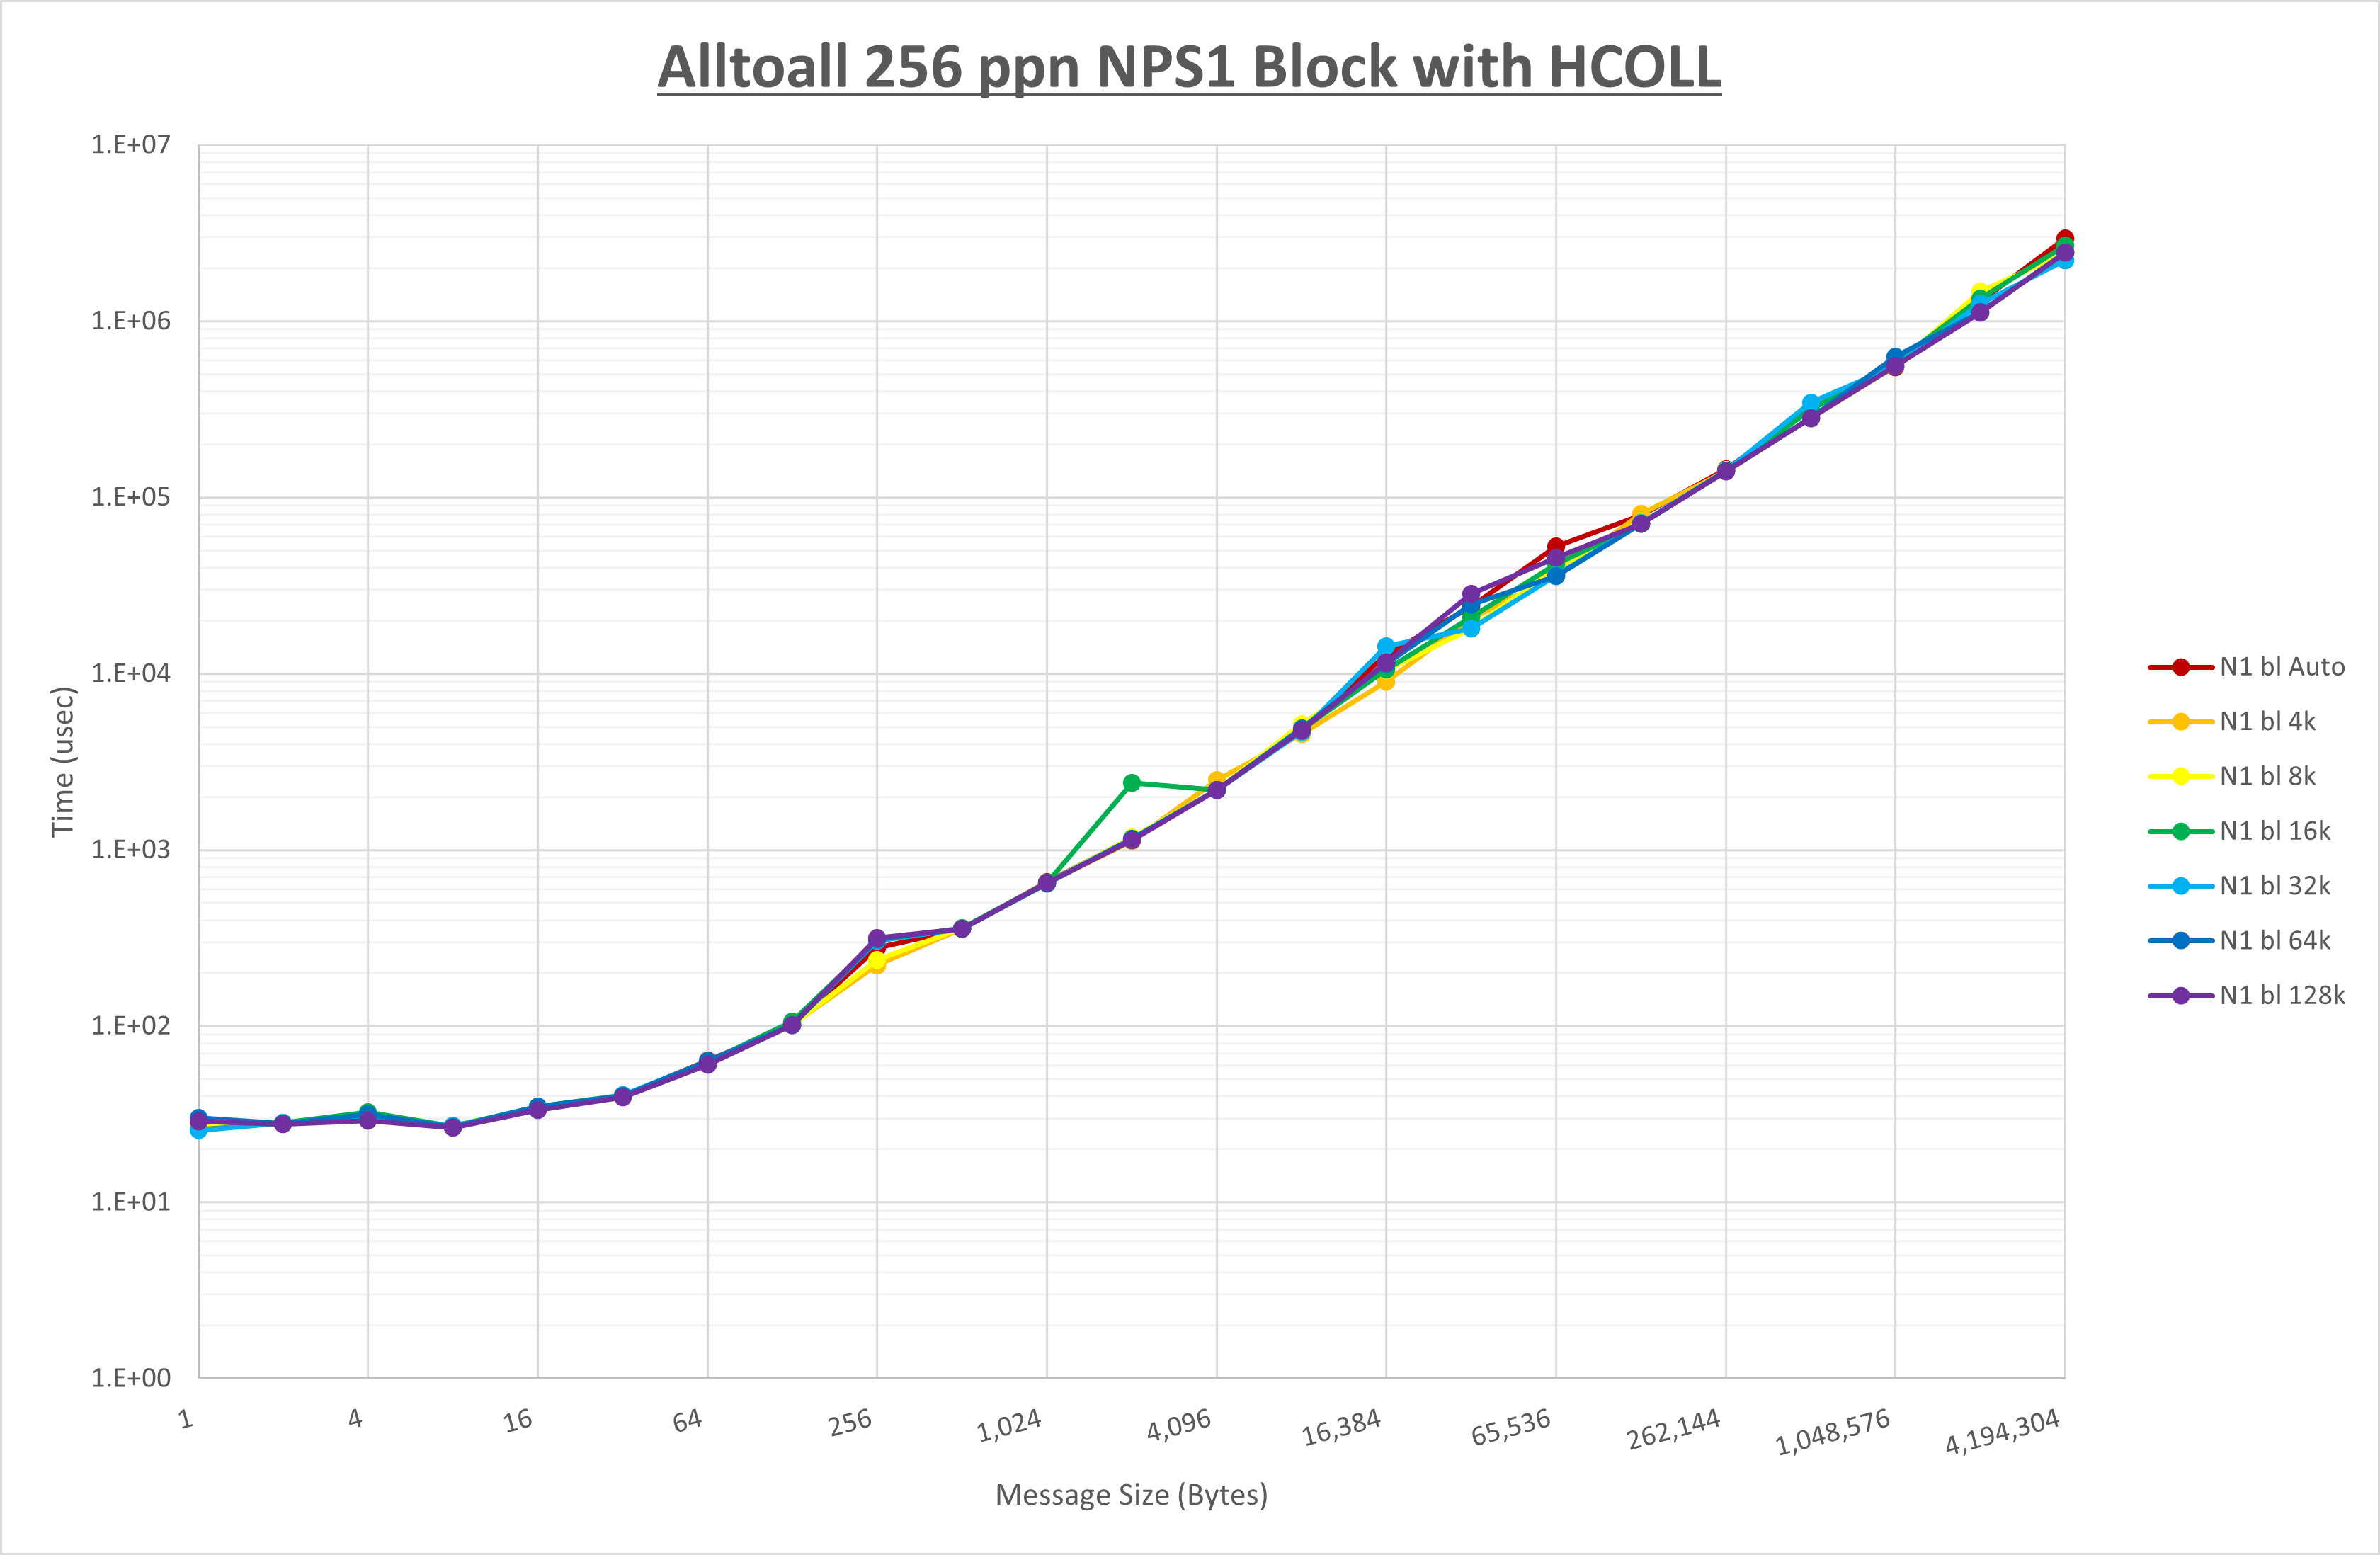 Alltoall 256 ppn NPS1 Block with HCOLL
1.E+07
1.E+06
1.E+05
1.E+04
1.E+03
1.E+02
1.E+01
1.E+00
Time (usec)
1 4 16 64 256 1,024 4,096 16,384 65,536 262,144 1,048,576 4,194,304
Message Size (Bytes)
N1 bl Auto
N1 bl 4k
N1 bl 8k
N1 bl 16k
N1 bl 32k
N1 bl 64k
N1 bl 128k